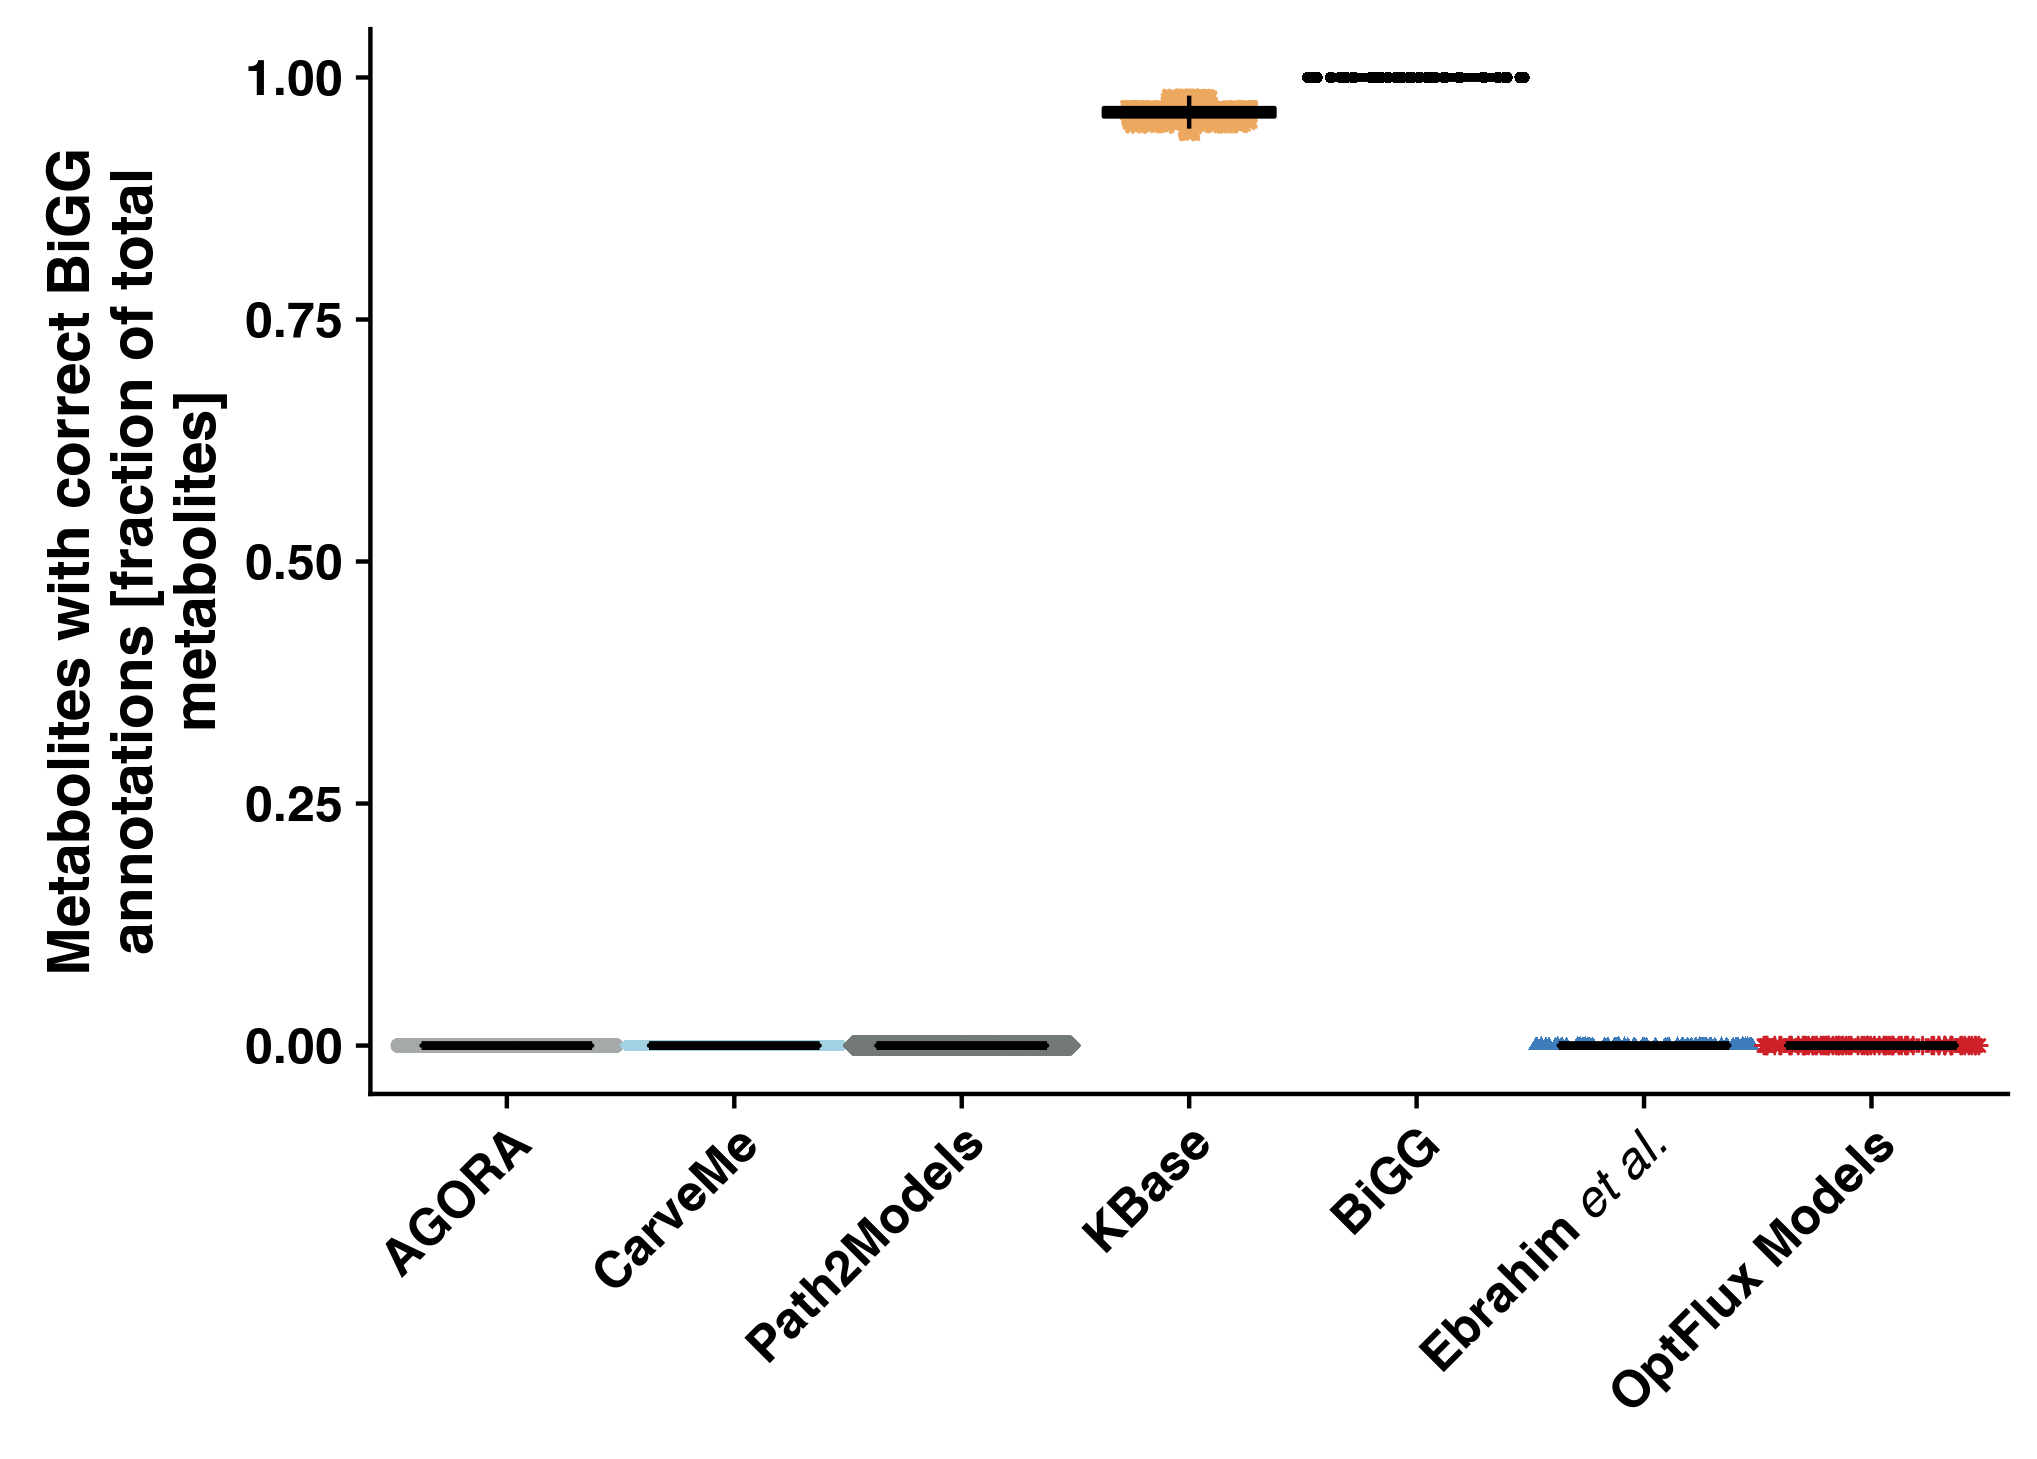 Metabolites with correct BiGG
annotations [fraction of total
metabolites]
1.00
0.75
0.50
0.25
0.00
AGORA
CarveMe
Path2Models
KBase
BiGG
Ebrahim et al.
OptFlux Models